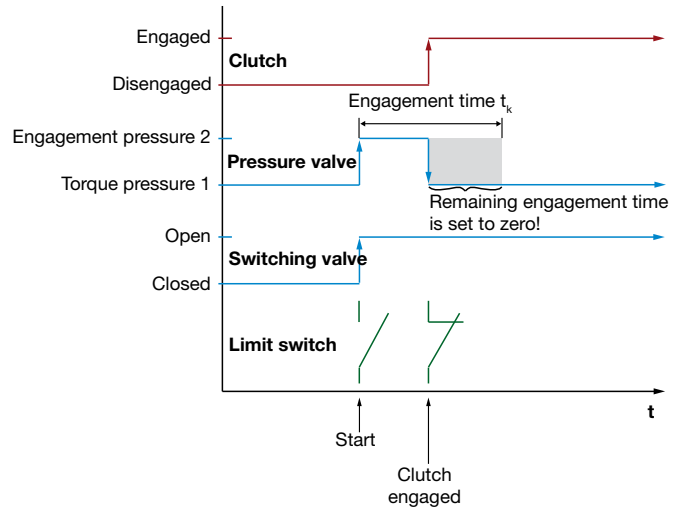 Engaged
Clutch
Disengaged
Engagement time tk
Engagement pressure 2
Pressure valve
Torque pressure 1
Remaining engagement time
is set to zero!
Open
Switching valve
Closed
Limit switch
t
Start
Clutch
engaged